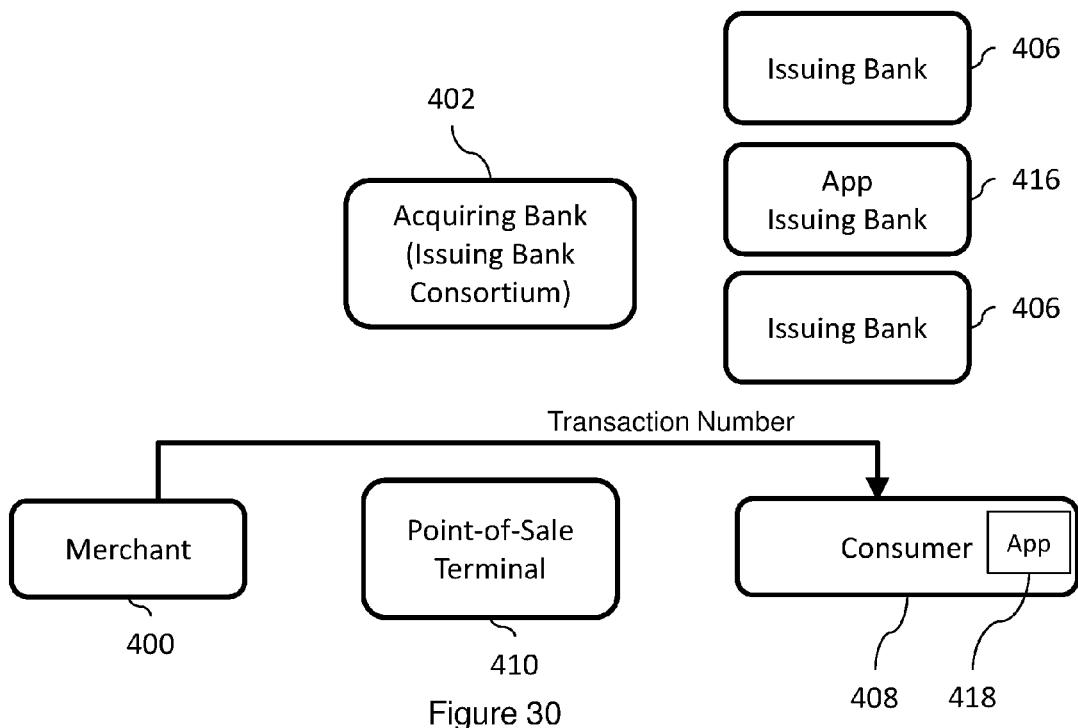 Issuing Bank
406
402
App
Issuing Bank
416
Acquiring Bank
(Issuing Bank
Consortium)
Issuing Bank
406
Transaction Number
Merchant
Point-of-Sale
Terminal
Consumer
App
400
410
408
418
Figure 30